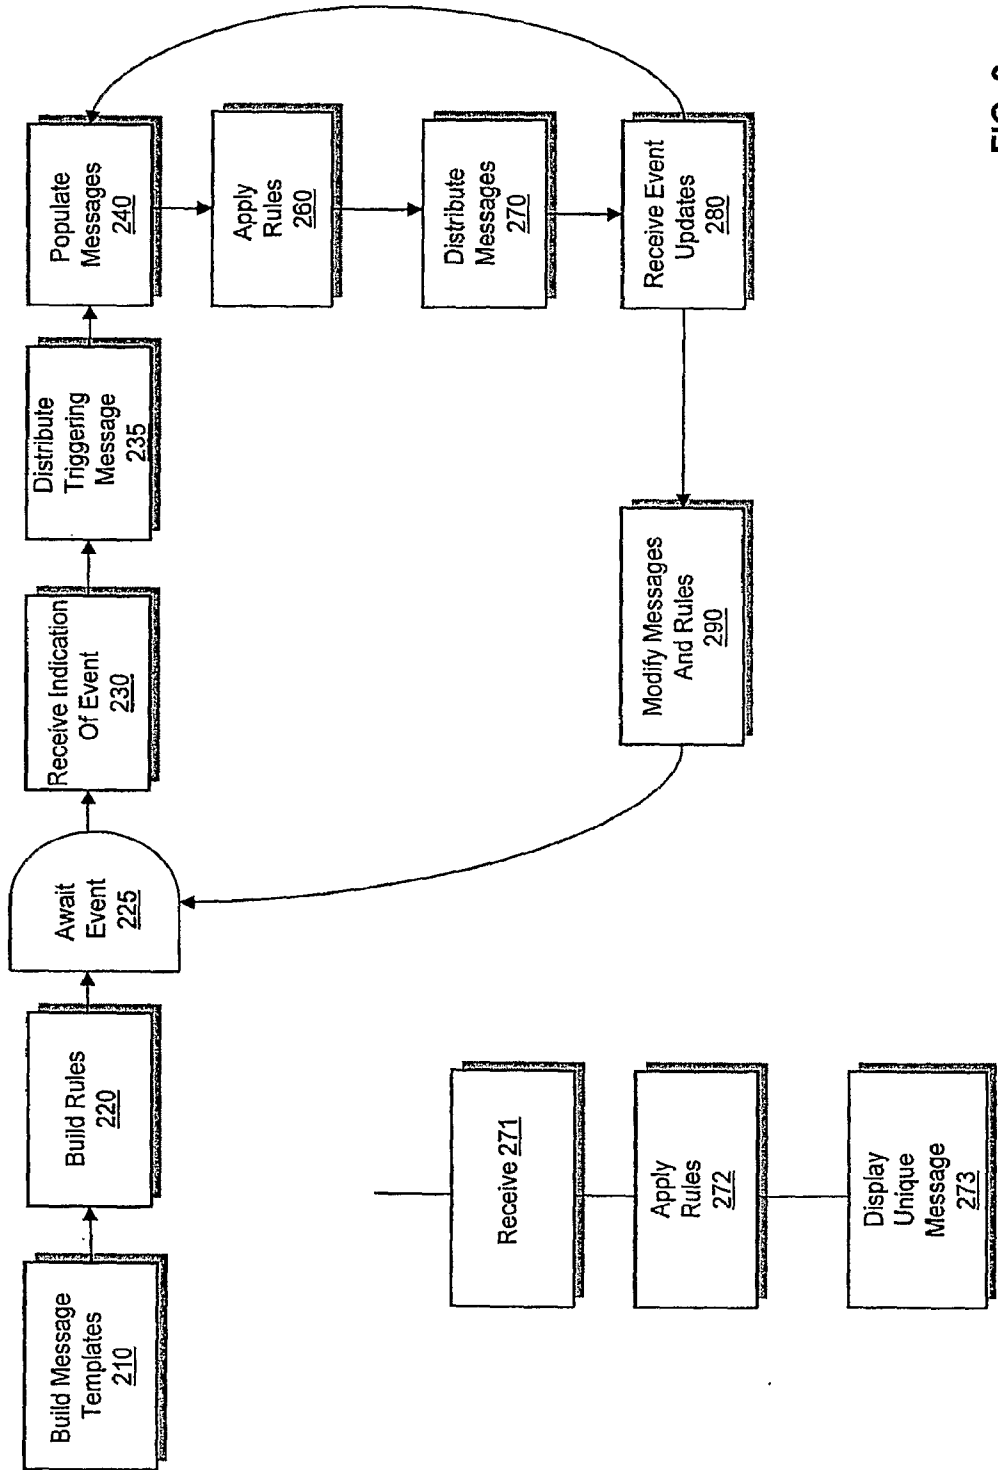 Build Message
Templates
210
Build Rules
220
Await
Event
225
Receive Indication
Of Event
230
Distribute
Triggering
Message
235
Populate
Messages
240
Apply
Rules
260
Distribute
Messages
270
Receive Event
Updates
280
Modify Messages
And Rules
290
Receive 271
Apply
Rules
272
Display
Unique
Message
273
FIG.